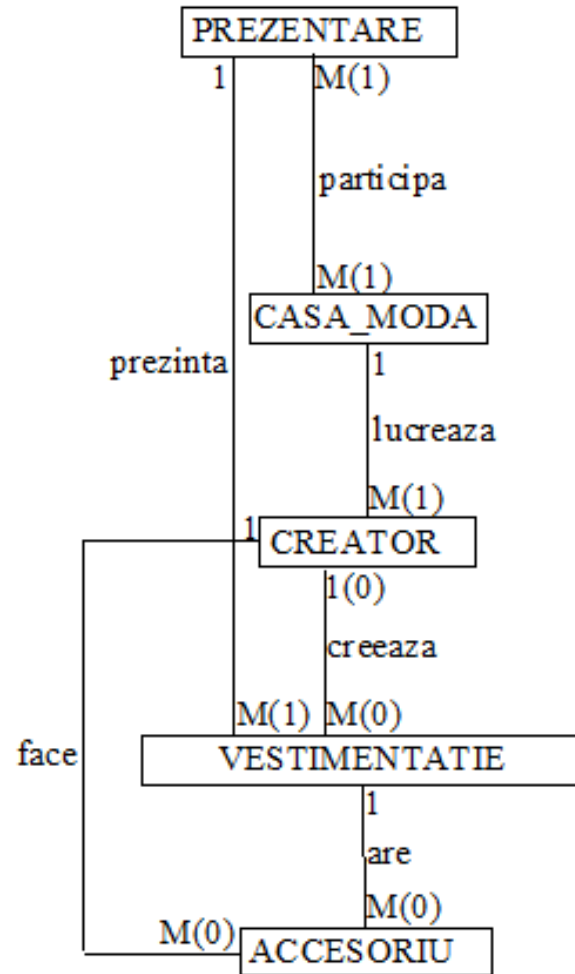 PREZENTARE
1 M(1)
participa
M(1)
CASA_MODA
prezinta
1
lucreaza
M(1)
1
CREATOR
1(0)
creeaza
M(1) M(0)
face
VESTIMENTATIE
1
are
M(0)
M(0)
ACCESORIU